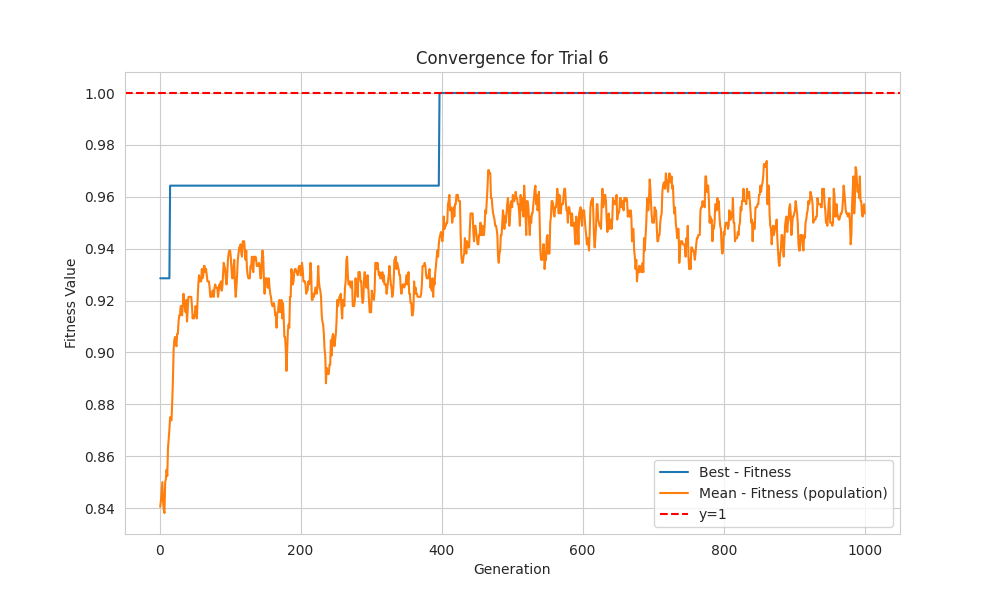 Convergence for Trial 6
Fitness Value
1.00
0.98
0.96
0.94
0.92
0.90
0.88
0.86
0.84
Best - Fitness
Mean - Fitness (population)
y=1
0 200 400 600 800 1000
Generation